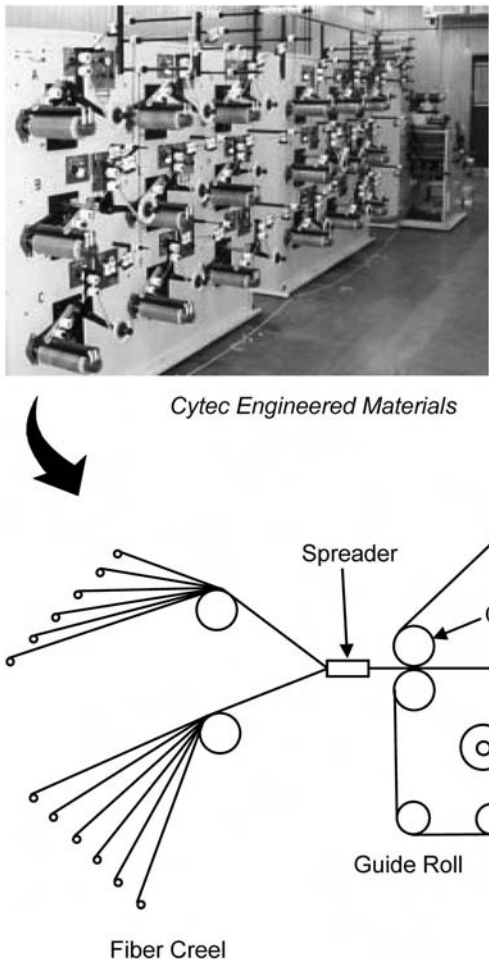 A
B
C
Cytec Engineered Materials
Spreader
Guide Roll
Fiber Creel